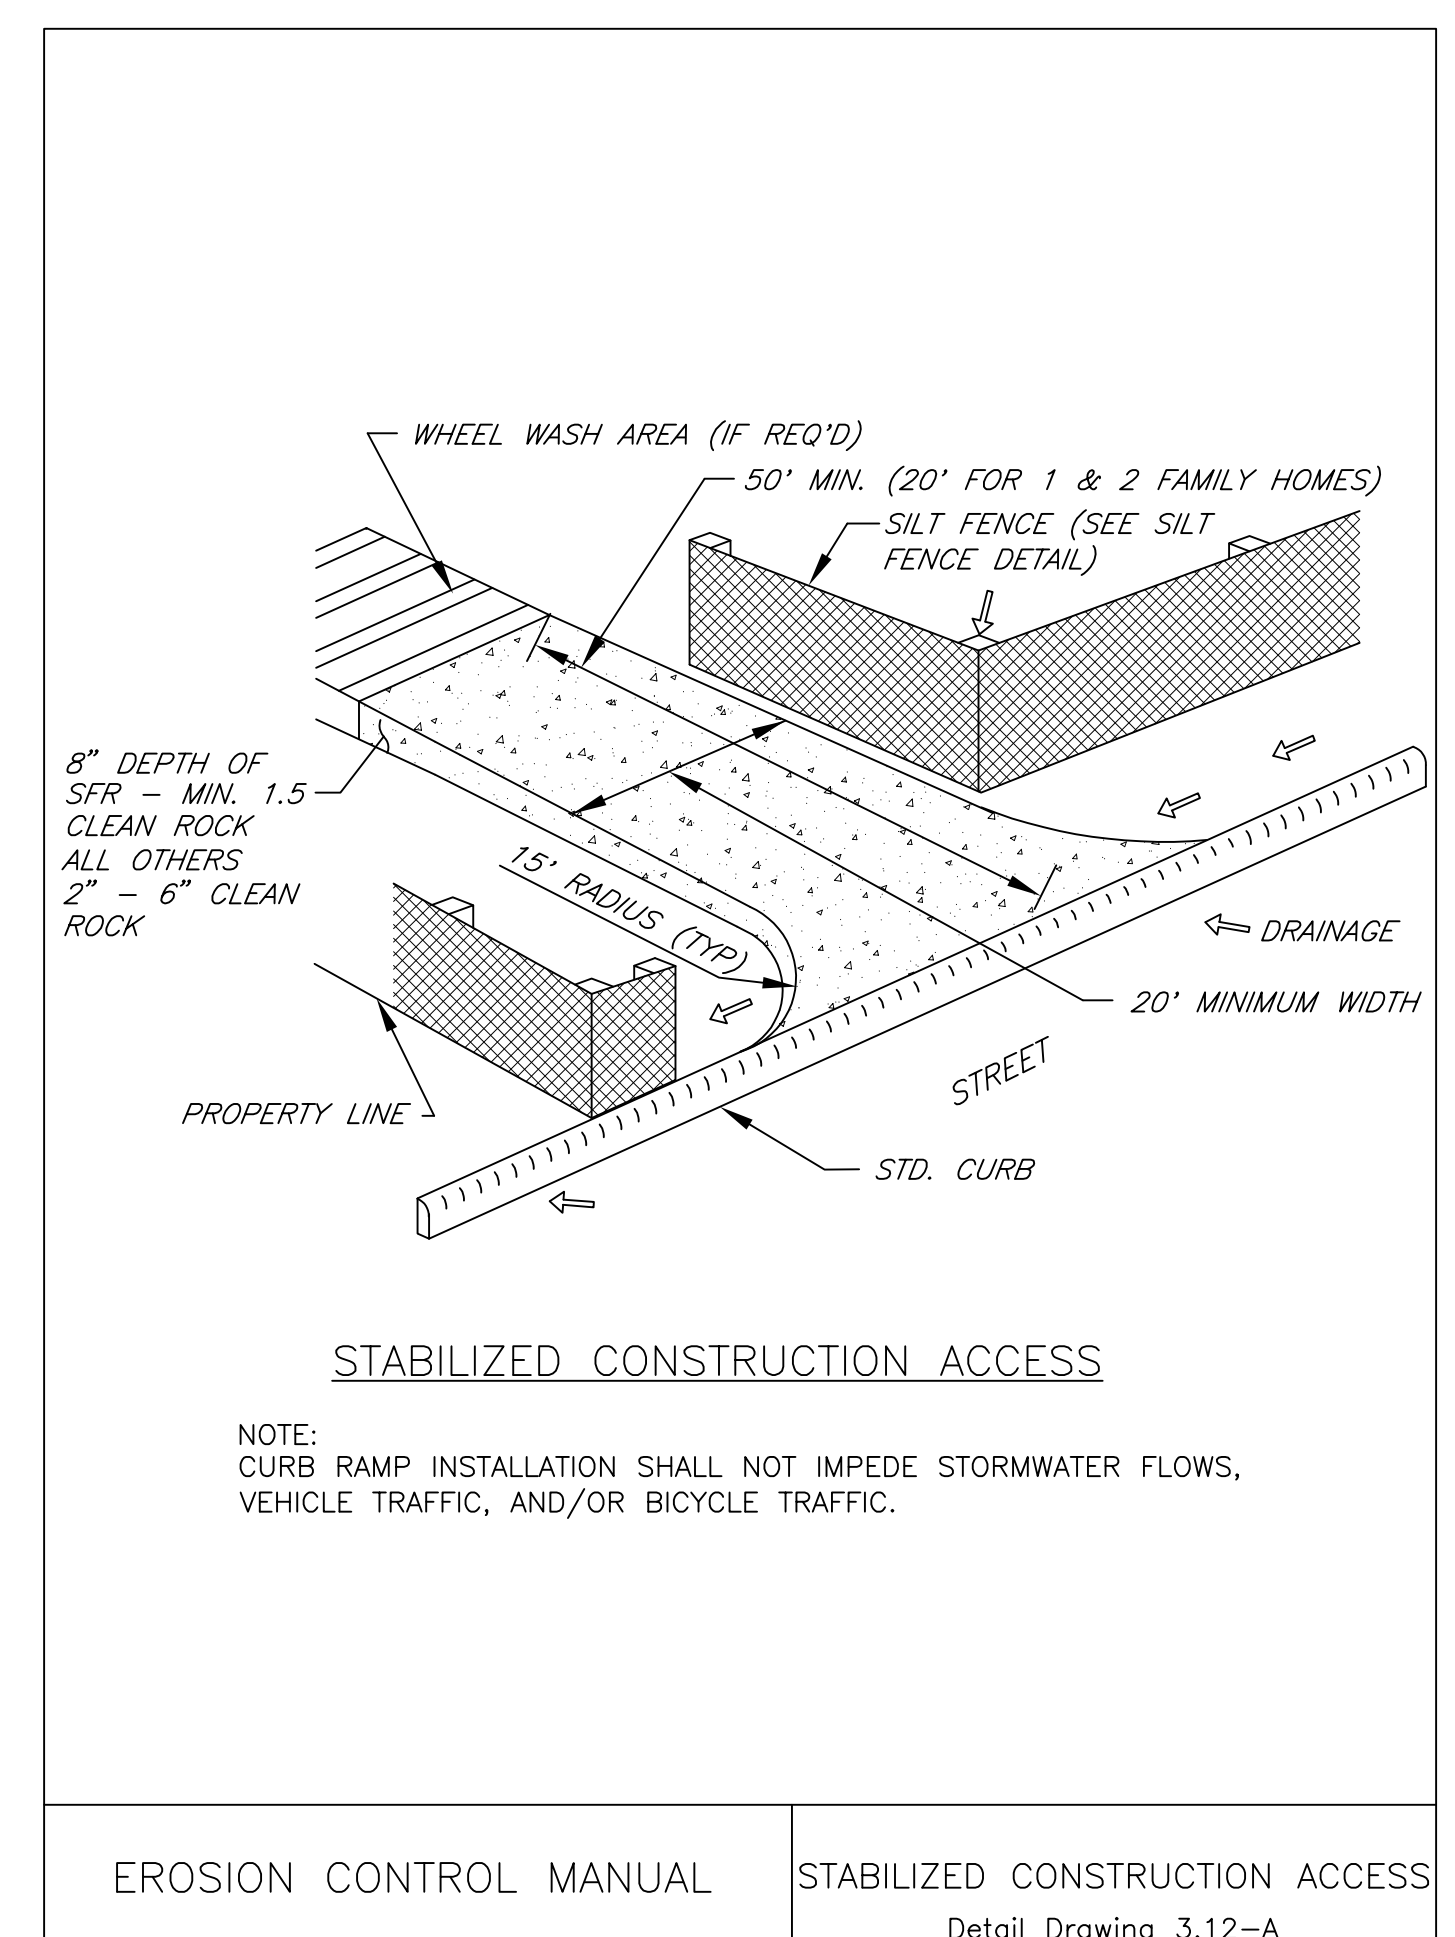 WHEEL WASH AREA (IF REQ'D)
50' MIN. (20' FOR 1 & 2 FAMILY HOMES)
SILT FENCE (SEE SILT
FENCE DETAIL)
8" DEPTH OF
SFR - MIN. 1.5
CLEAN ROCK
ALL OTHERS
2" - 6" CLEAN
ROCK
15' RADIUS (TYP)
DRAINAGE
20' MINIMUM WIDTH
STREET
PROPERTY LINE
STD. CURB
STABILIZED CONSTRUCTION ACCESS
NOTE:
CURB RAMP INSTALLATION SHALL NOT IMPEDE STORMWATER FLOWS,
VEHICLE TRAFFIC, AND/OR BICYCLE TRAFFIC.
EROSION CONTROL MANUAL
STABILIZED CONSTRUCTION ACCESS
Detail Drawing 3.12-A